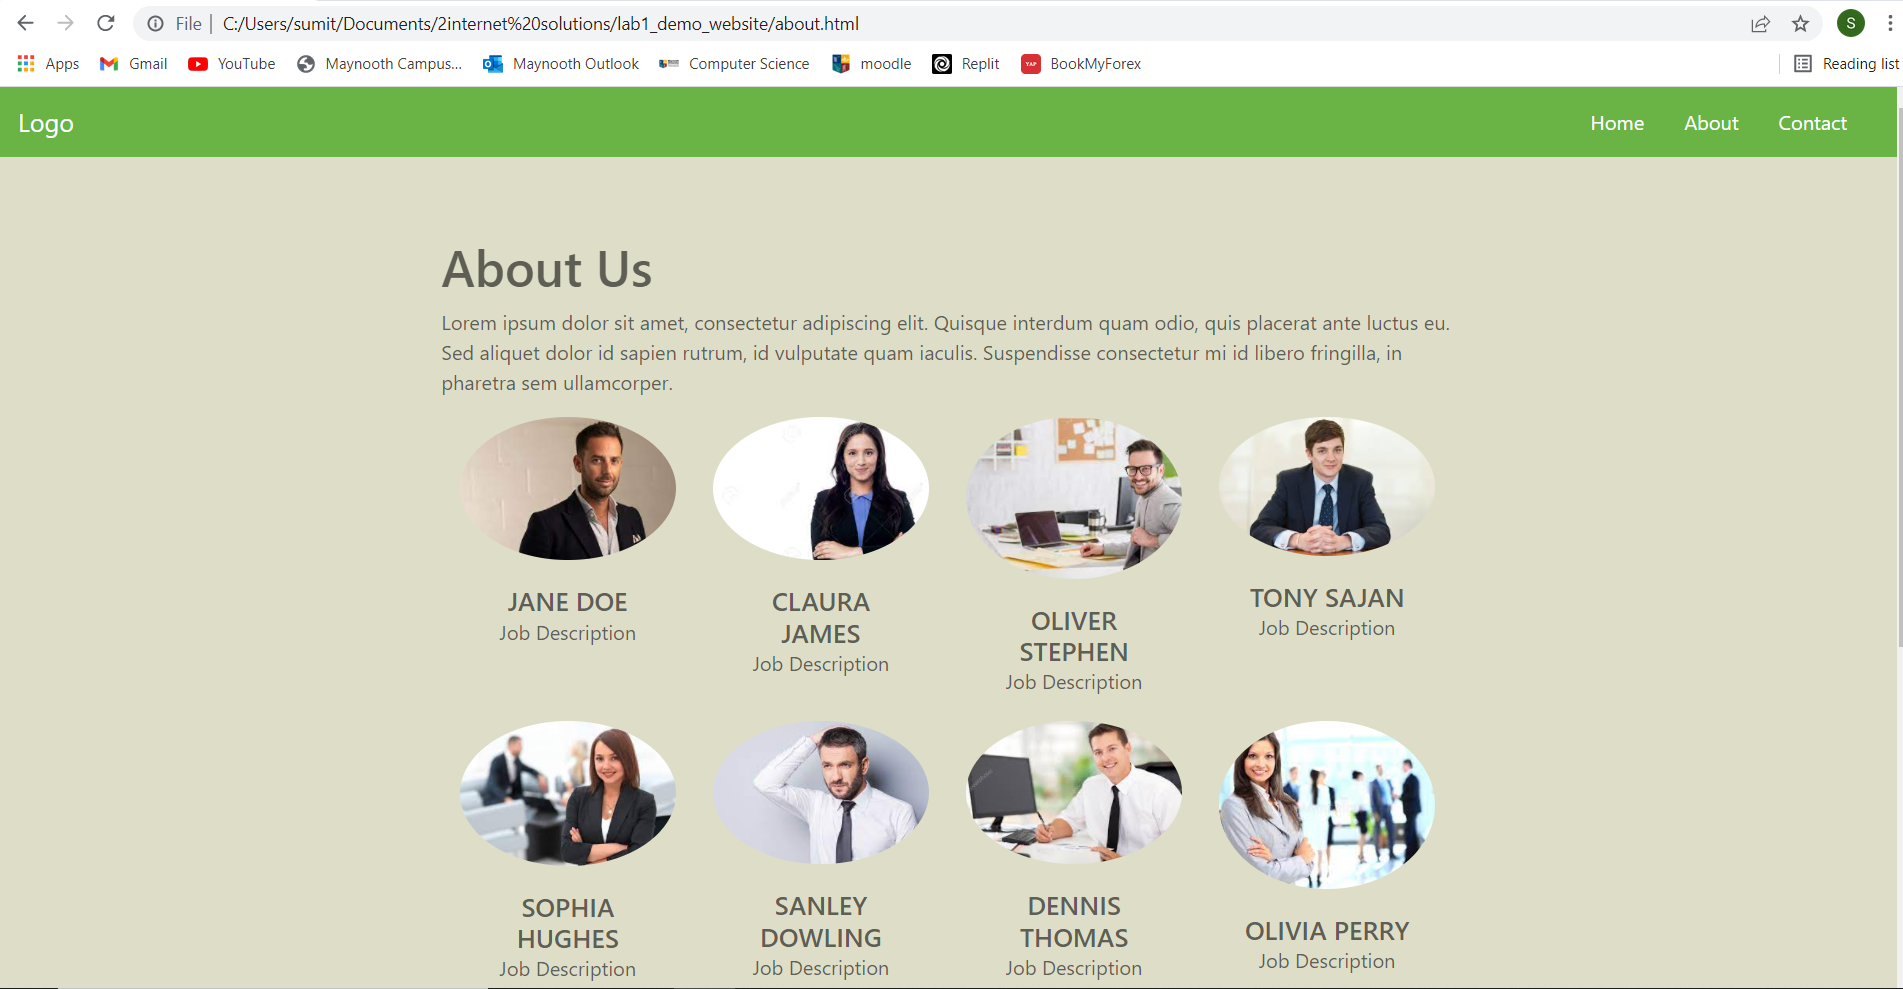 File | C:/Users/sumit/Documents/2internet%20solutions/lab1_demo_website/about.html S
Apps Gmail YouTube Maynooth Campus... Maynooth Outlook Computer Science moodle Replit YAP BookMyForex Reading list
Logo Home About Contact
About Us
Lorem ipsum dolor sit amet, consectetur adipiscing elit. Quisque interdum quam odio, quis placerat ante luctus eu.
Sed aliquet dolor id sapien rutrum, id vulputate quam iaculis. Suspendisse consectetur mi id libero fringilla, in
pharetra sem ullamcorper.
JANE DOE
Job Description
CLAURA
JAMES
Job Description
OLIVER
STEPHEN
Job Description
TONY SAJAN
Job Description
SOPHIA
HUGHES
Job Description
SANLEY
DOWLING
Job Description
DENNIS
THOMAS
Job Description
OLIVIA PERRY
Job Description